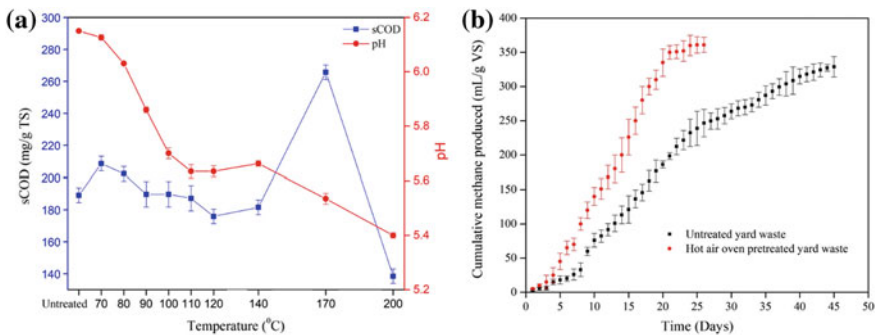 (a)
300
280
260
240
220
200
180
160
140
sCOD (mg/g TS)
sCOD
pH
6.2
6.0
5.8
5.6
5.4
5.2
pH
Untreated 70 80 90 100 110 120 140 170 200
Temperature (°C)
(b)
400
350
300
250
200
150
100
50
0
Cumulative methane produced (mL/g VS)
Untreated yard waste
Hot air oven pretreated yard waste
0 5 10 15 20 25 30 35 40 45 50
Time (Days)